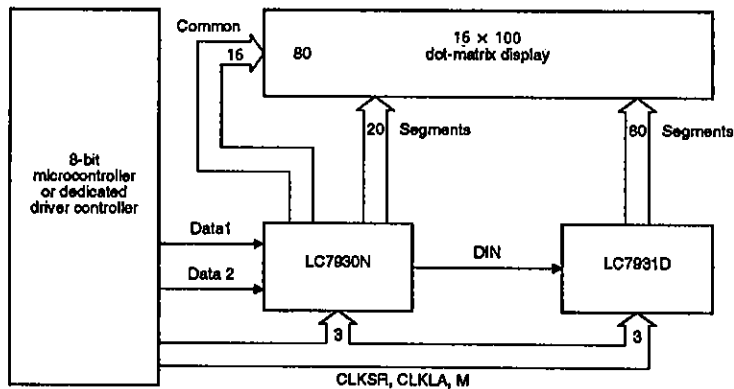 Common
16
80
16 × 100
dot-matrix display
20
Segments
80
Segments
8-bit
microcontroller
or dedicated
driver controller
Data1
Data 2
LC7930N
DIN
LC7931D
3
3
CLKSR, CLKLA, M